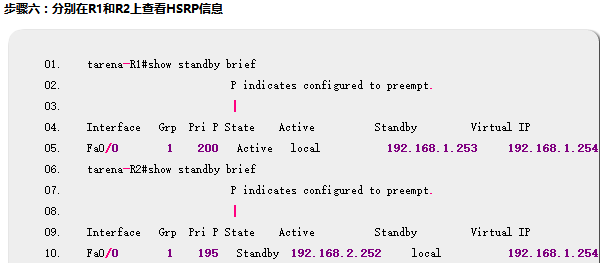 步骤六：分别在R1和R2上查看HSRP信息
01. tarena-R1#show standby brief
02. P indicates configured to preempt.
03. |
04. Interface Grp Pri P State Active Standby Virtual IP
05. Fa0/0 1 200 Active local 192.168.1.253 192.168.1.254
06. tarena-R2#show standby brief
07. P indicates configured to preempt.
08. |
09. Interface Grp Pri P State Active Standby Virtual IP
10. Fa0/0 1 195 Standby 192.168.2.252 local 192.168.1.254